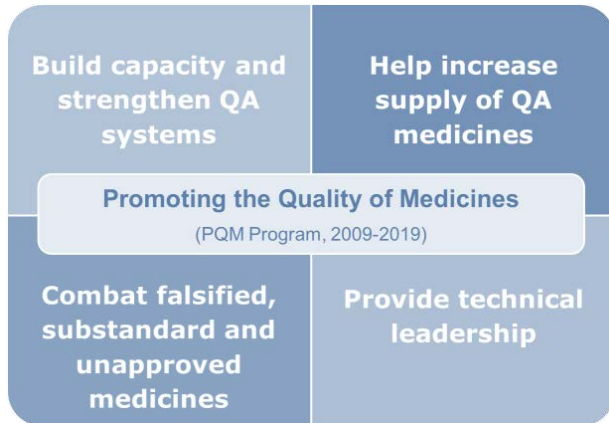 Build capacity and
strengthen QA
systems
Help increase
supply of QA
medicines
Promoting the Quality of Medicines
(PQM Program, 2009-2019)
Combat falsified,
substandard and
unapproved
medicines
Provide technical
leadership